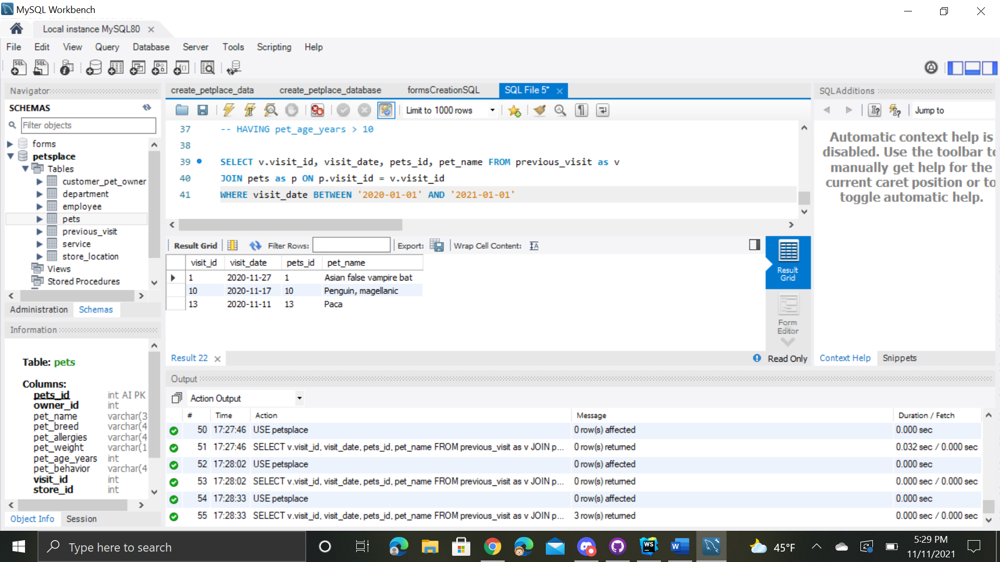 MySQL Workbench
Local instance MySQL80
File Edit View Query Database Server Tools Scripting Help
Navigator
SCHEMAS
Filter objects
forms
petsplace
Tables
customer_pet_owner
department
employee
pets
previous_visit
service
store_location
Views
Stored Procedures
Administration Schemas
Information
Table: pets
Columns:
pets_id int AI PK
owner_id int
pet_name varchar(3
pet_breed varchar(4
pet_allergies varchar(4
pet_weight varchar(1
pet_age_years int
pet_behavior varchar(4
visit_id int
store_id int
Object Info Session
create_petplace_data create_petplace_database formsCreationSQL SQL File 5*
Limit to 1000 rows
37 -- HAVING pet_age_years > 10
38
39 SELECT v.visit_id, visit_date, pets_id, pet_name FROM previous_visit as v
40 JOIN pets as p ON p.visit_id = v.visit_id
41 WHERE visit_date BETWEEN '2020-01-01' AND '2021-01-01'
Result Grid Filter Rows: Export: Wrap Cell Content:
visit_id visit_date pets_id pet_name
1 2020-11-27 1 Asian false vampire bat
10 2020-11-17 10 Penguin, magellanic
13 2020-11-11 13 Paca
Result
Grid
Form
Editor
Result 22
Read Only
SQLAdditions
Jump to
Automatic context help is
disabled. Use the toolbar to
manually get help for the
current caret position or to
toggle automatic help.
Context Help Snippets
Output
Action Output
# Time Action Message Duration / Fetch
50 17:27:46 USE petsplace 0 row(s) affected 0.000 sec
51 17:27:46 SELECT v.visit_id, visit_date, pets_id, pet_name FROM previous_visit as v JOIN p... 0 row(s) returned 0.032 sec / 0.000 sec
52 17:28:02 USE petsplace 0 row(s) affected 0.000 sec
53 17:28:02 SELECT v.visit_id, visit_date, pets_id, pet_name FROM previous_visit as v JOIN p... 0 row(s) returned 0.000 sec / 0.000 sec
54 17:28:33 USE petsplace 0 row(s) affected 0.000 sec
55 17:28:33 SELECT v.visit_id, visit_date, pets_id, pet_name FROM previous_visit as v JOIN p... 3 row(s) returned 0.000 sec / 0.000 sec
Type here to search
WS
W
45°F
5:29 PM
11/11/2021